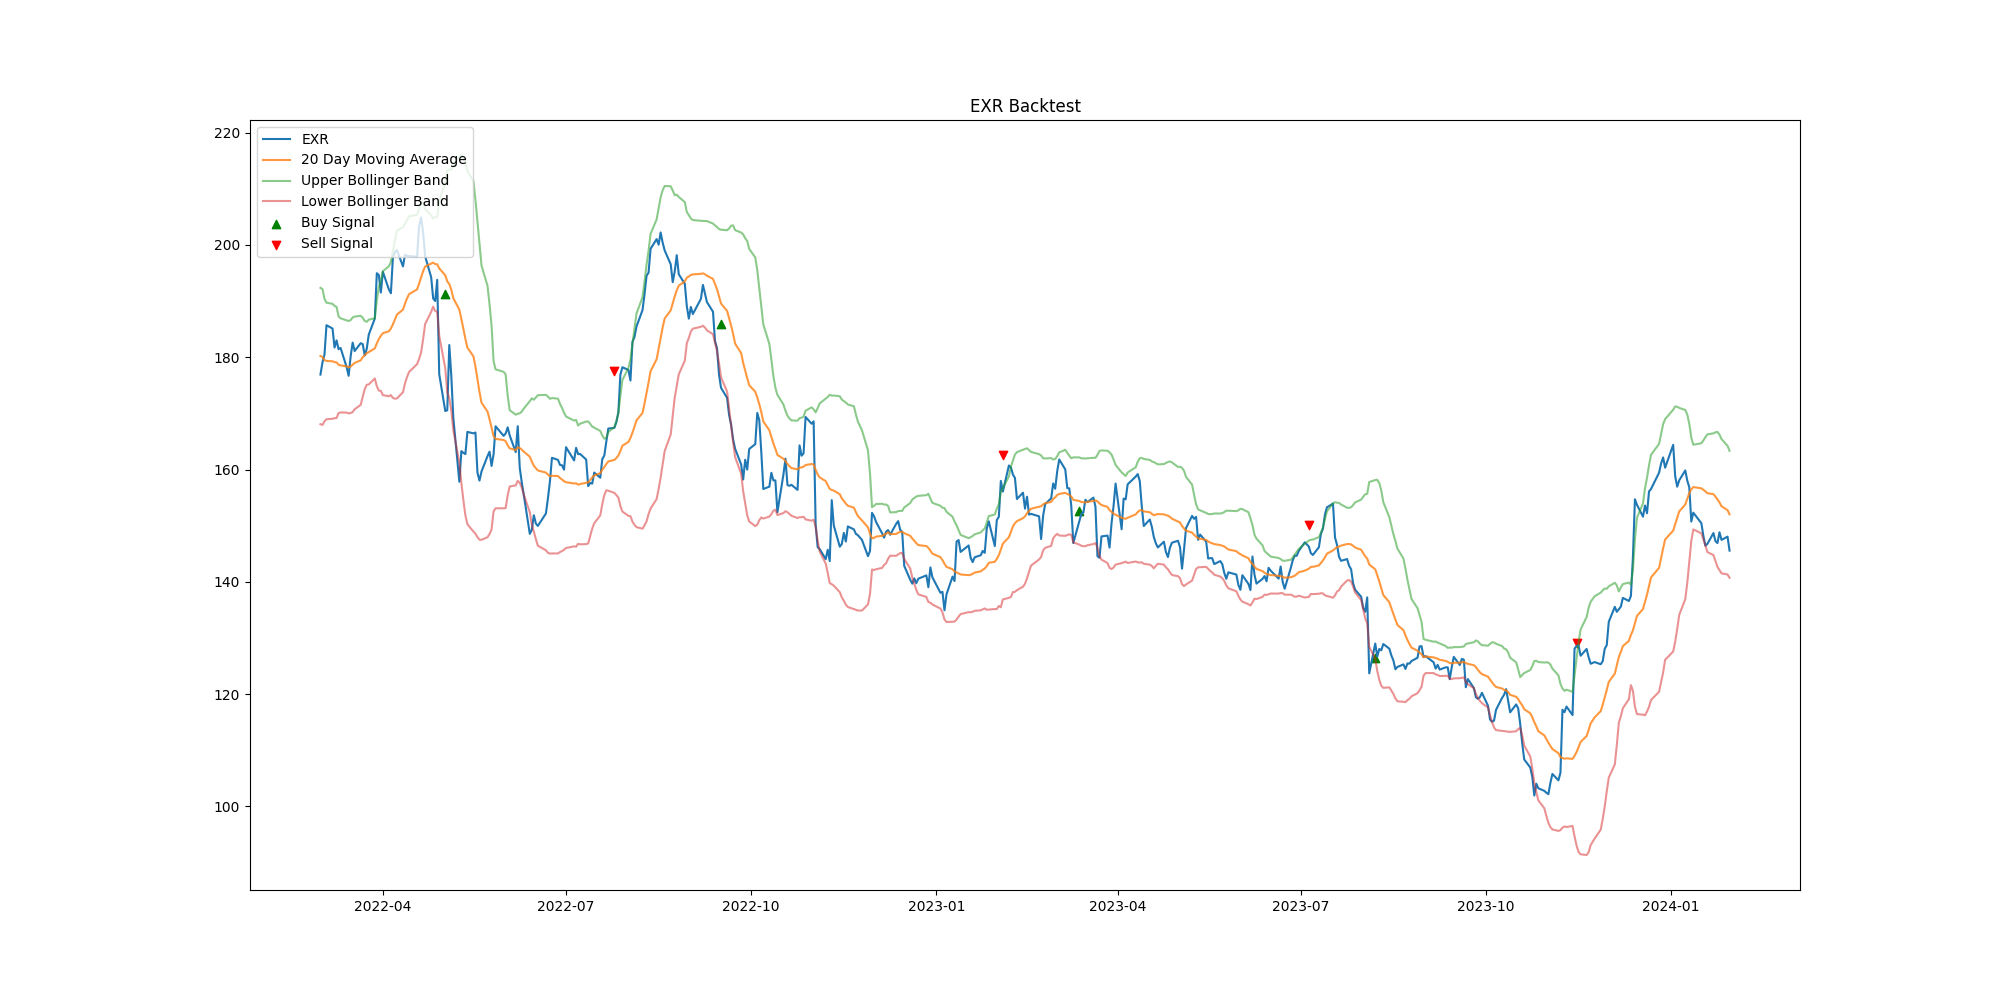 EXR Backtest
EXR
20 Day Moving Average
Upper Bollinger Band
Lower Bollinger Band
Buy Signal
Sell Signal
220
200
180
160
140
120
100
2022-04 2022-07 2022-10 2023-01 2023-04 2023-07 2023-10 2024-01